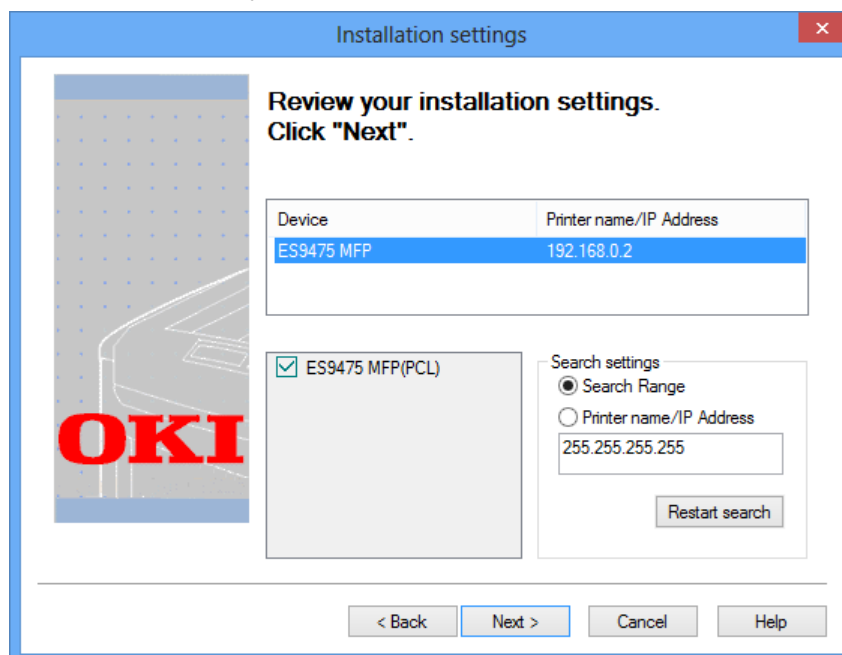 Installation settings
Review your installation settings.
Click "Next".
Device Printer name/IP Address
ES9475 MFP 192.168.0.2
ES9475 MFP(PCL)
Search settings
Search Range
Printer name/IP Address
255.255.255.255
Restart search
OKI
< Back Next > Cancel Help